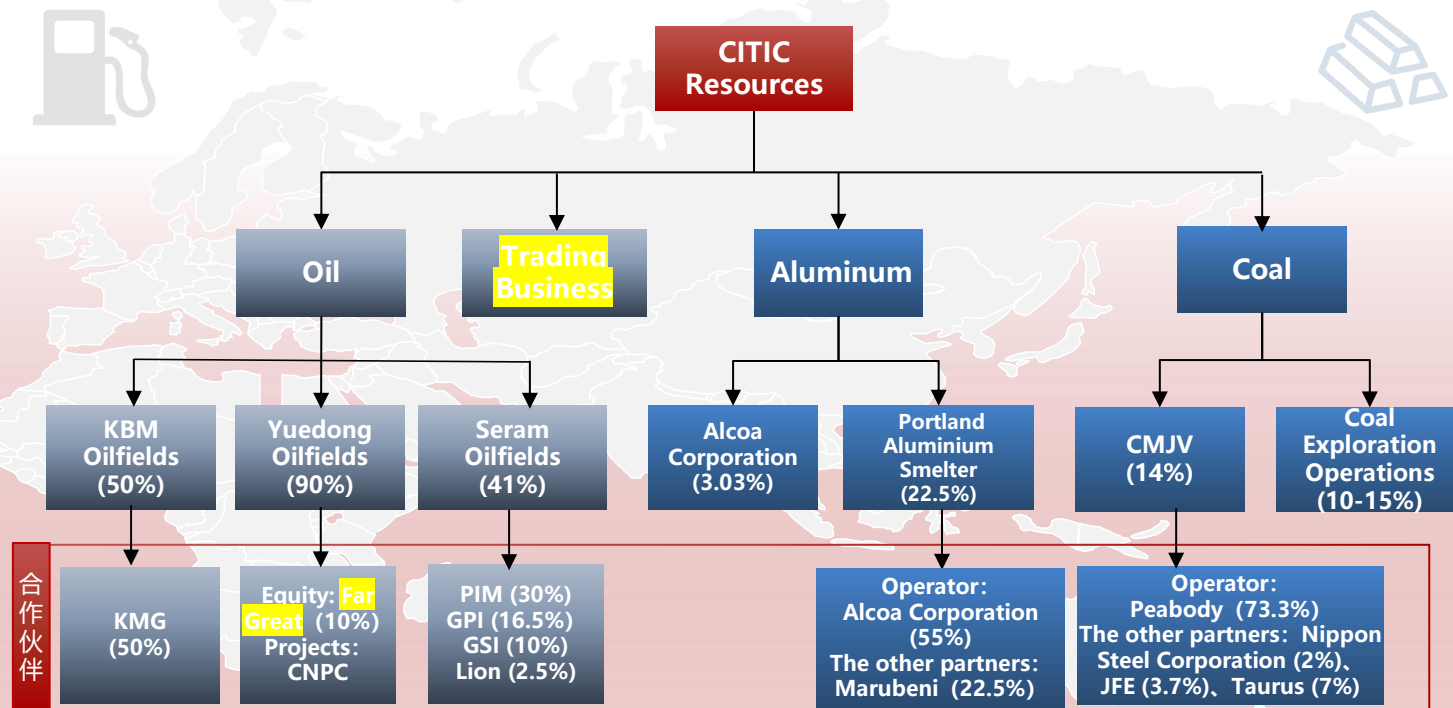 CITIC
Resources
Oil
Trading
Business
Aluminum
Coal
KBM
Oilfields
(50%)
Yuedong
Oilfields
(90%)
Seram
Oilfields
(41%)
Alcoa
Corporation
(3.03%)
Portland
Aluminium
Smelter
(22.5%)
CMJV
(14%)
Coal
Exploration
Operations
(10-15%)
合作伙伴
KMG
(50%)
Equity: Far
Great (10%)
Projects:
CNPC
PIM (30%)
GPI (16.5%)
GSI (10%)
Lion (2.5%)
Operator:
Alcoa Corporation
(55%)
The other partners:
Marubeni (22.5%)
Operator:
Peabody (73.3%)
The other partners: Nippon
Steel Corporation (2%)、
JFE (3.7%)、Taurus (7%)